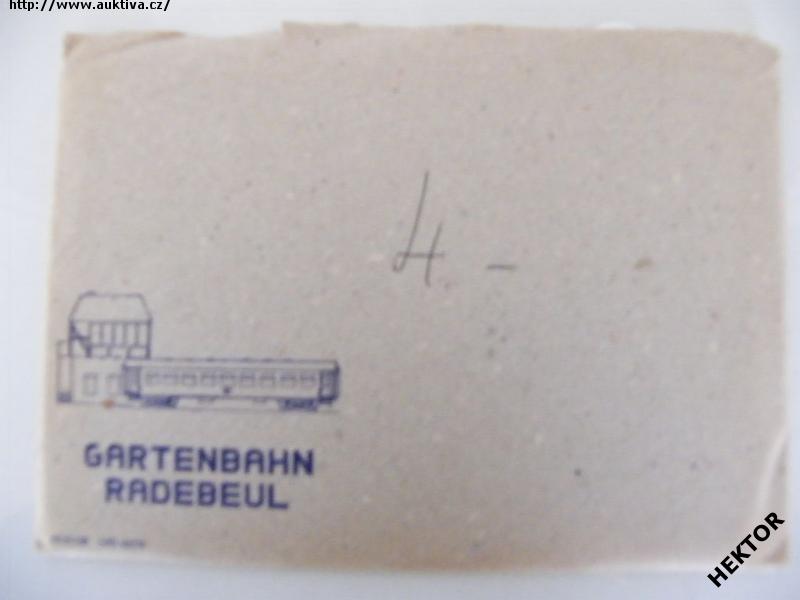 http://www.auktiva.cz/
4 -
GARTENBAHN
RADEBEUL
HEKTOR